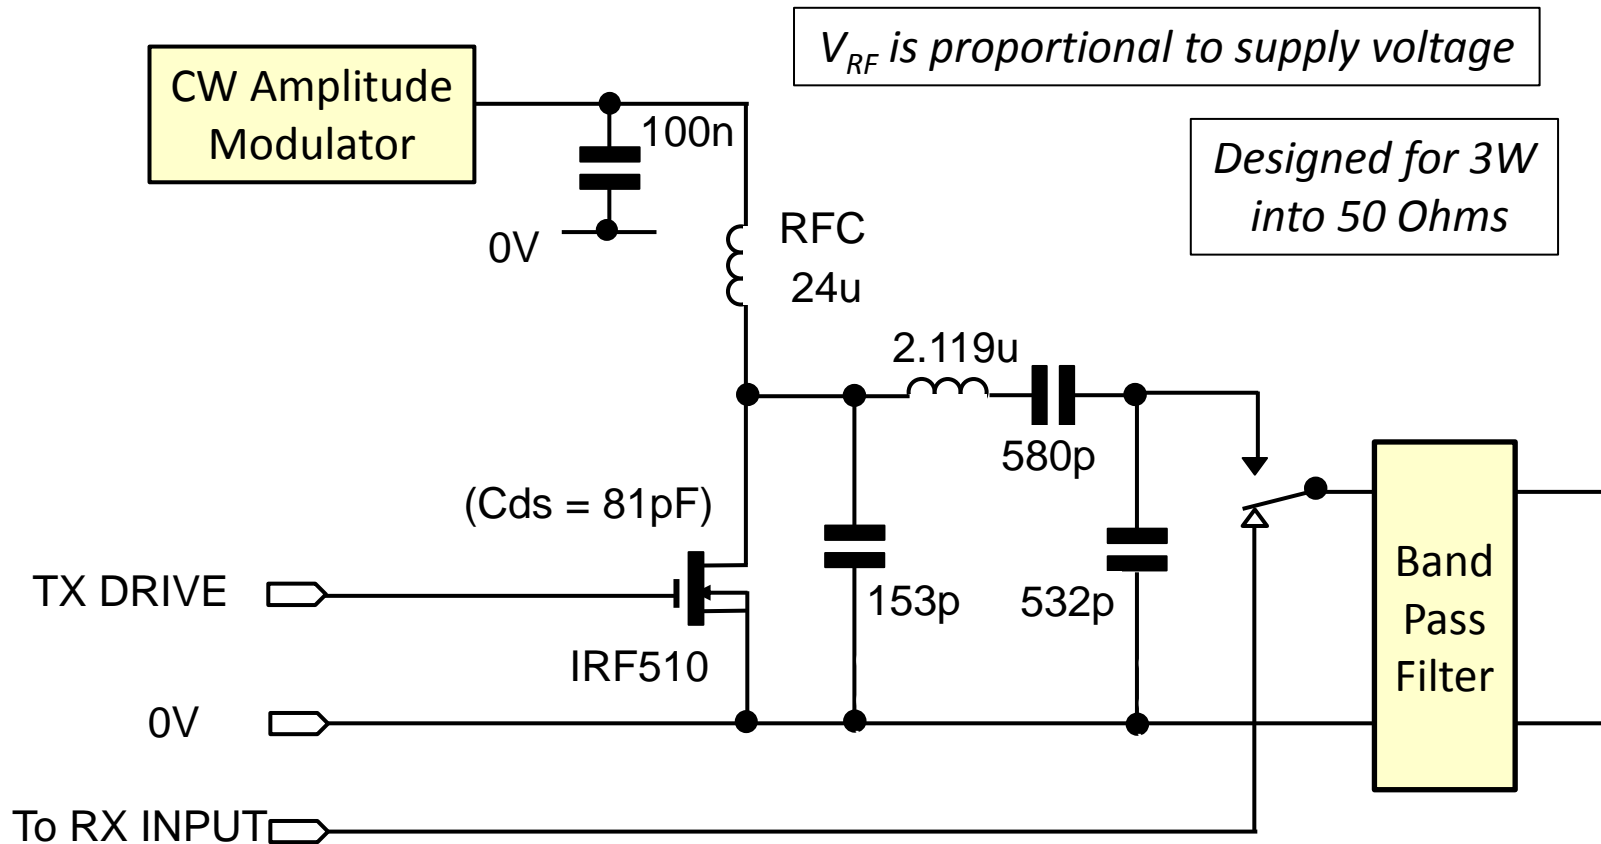 V_RF is proportional to supply voltage
CW Amplitude
Modulator
100n
Designed for 3W
into 50 Ohms
0V
RFC
24u
2.119u
580p
(Cds = 81pF)
TX DRIVE
153p
532p
Band
Pass
Filter
IRF510
0V
To RX INPUT